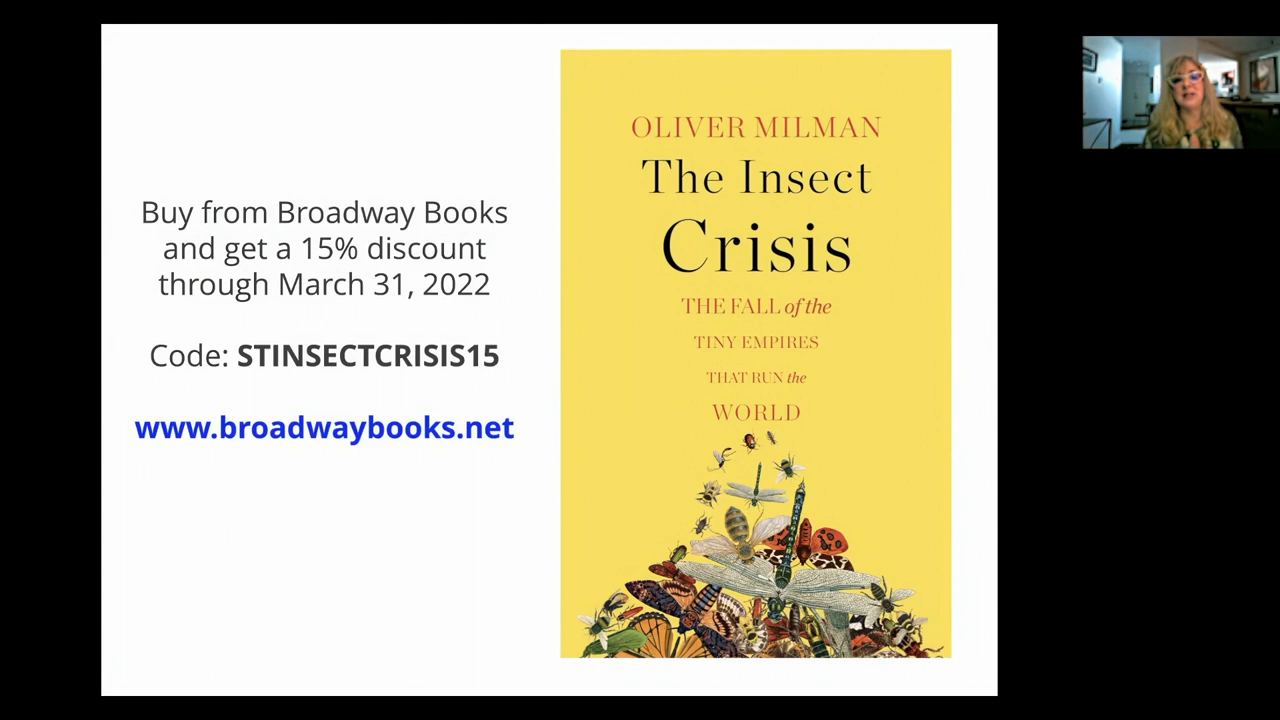 Buy from Broadway Books
and get a 15% discount
through March 31, 2022
Code: STINSECTCRISIS15
www.broadwaybooks.net
OLIVER MILMAN
The Insect
Crisis
THE FALL of the
TINY EMPIRES
THAT RUN the
WORLD